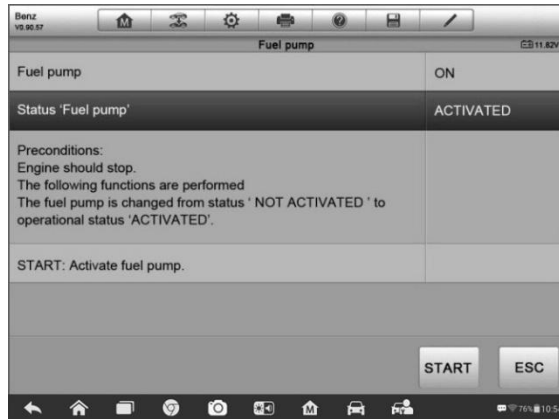 Benz
V0.90.57
Fuel pump
11.82V
Fuel pump ON
Status 'Fuel pump' ACTIVATED
Preconditions:
Engine should stop.
The following functions are performed
The fuel pump is changed from status ' NOT ACTIVATED ' to
operational status 'ACTIVATED'.
START: Activate fuel pump.
START ESC
76%